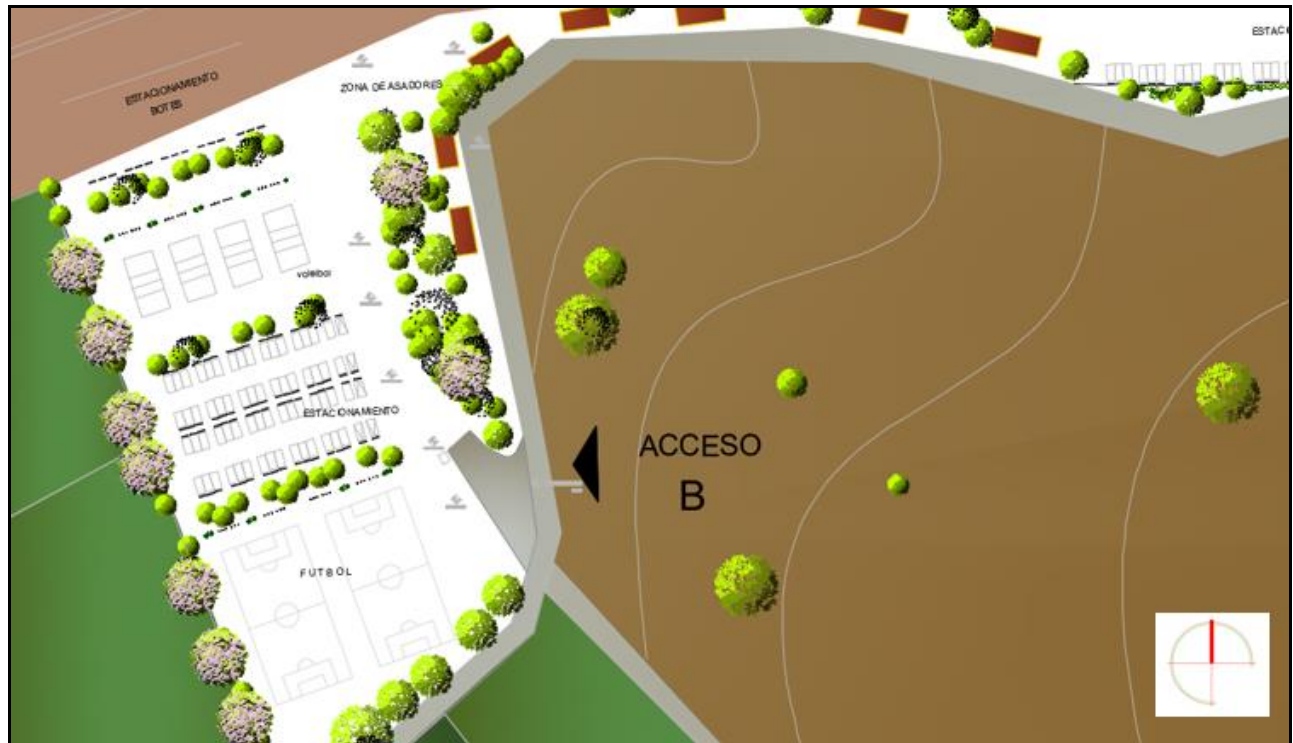 ESTACIONAMIENTO
BOTES
ZONA DE ASADORES
voleibol
ESTACIONAMIENTO
FUTBOL
ACCESO
B